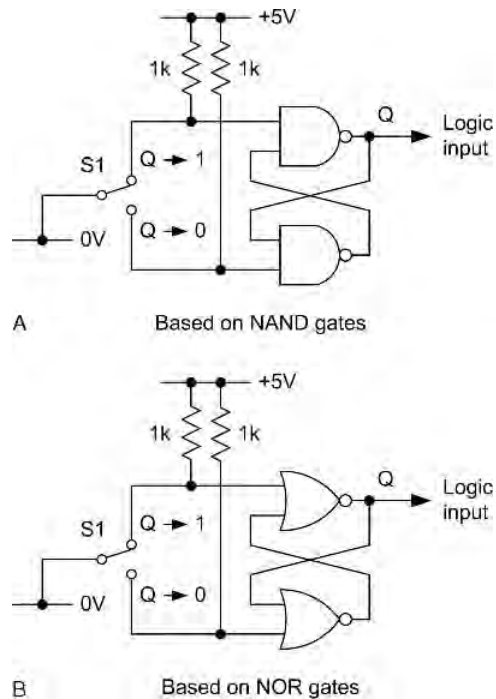 +5V
1k 1k
Q
Logic
input
S1
Q → 1
Q → 0
0V
A Based on NAND gates
+5V
1k 1k
Q
Logic
input
S1
Q → 1
Q → 0
0V
B Based on NOR gates